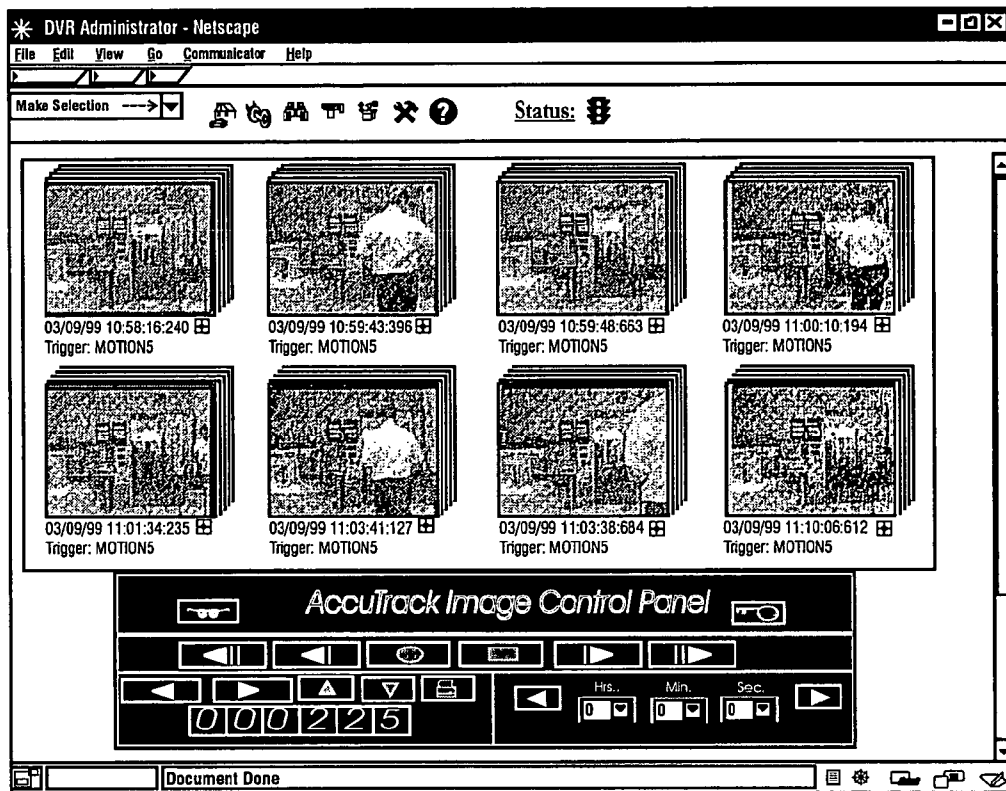 DVR Administrator - Netscape
File Edit View Go Communicator Help
Make Selection --->
? Status:
03/09/99 10:58:16:240 03/09/99 10:59:43:396 03/09/99 10:59:48:663 03/09/99 11:00:10:194
Trigger: MOTION5 Trigger: MOTION5 Trigger: MOTION5 Trigger: MOTION5
03/09/99 11:01:34:235 03/09/99 11:03:41:127 03/09/99 11:03:38:684 03/09/99 11:10:06:612
Trigger: MOTION5 Trigger: MOTION5 Trigger: MOTION5 Trigger: MOTION5
AccuTrack Image Control Panel
Hrs.. Min. Sec.
0 0 0
000225
Document Done